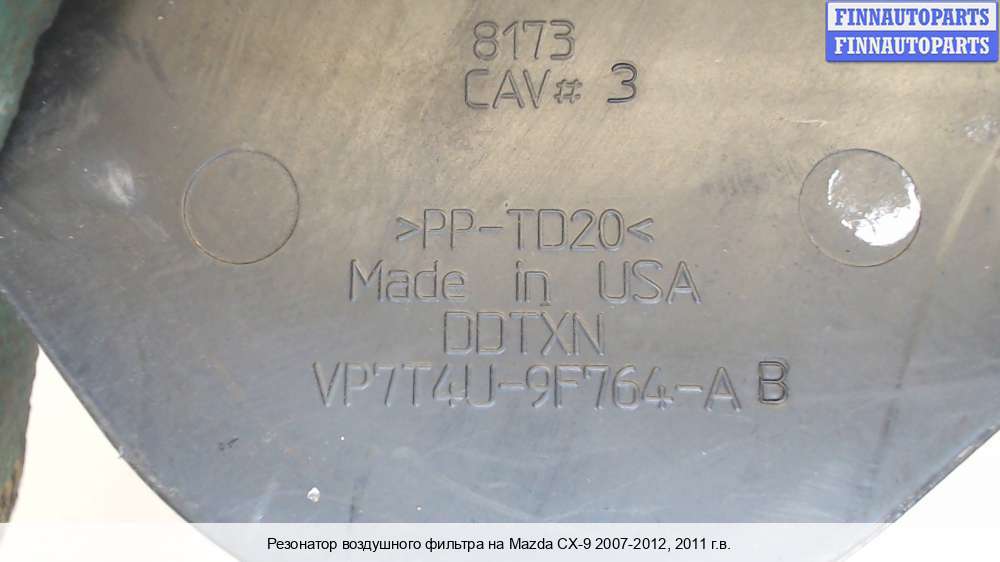 FINNAUTOPARTS
FINNAUTOPARTS
8173
CAV# 3
>PP-TD20<
Made in USA
DDTXN
VP7T4U-9F764-AB
Резонатор воздушного фильтра на Mazda CX-9 2007-2012, 2011 г.в.